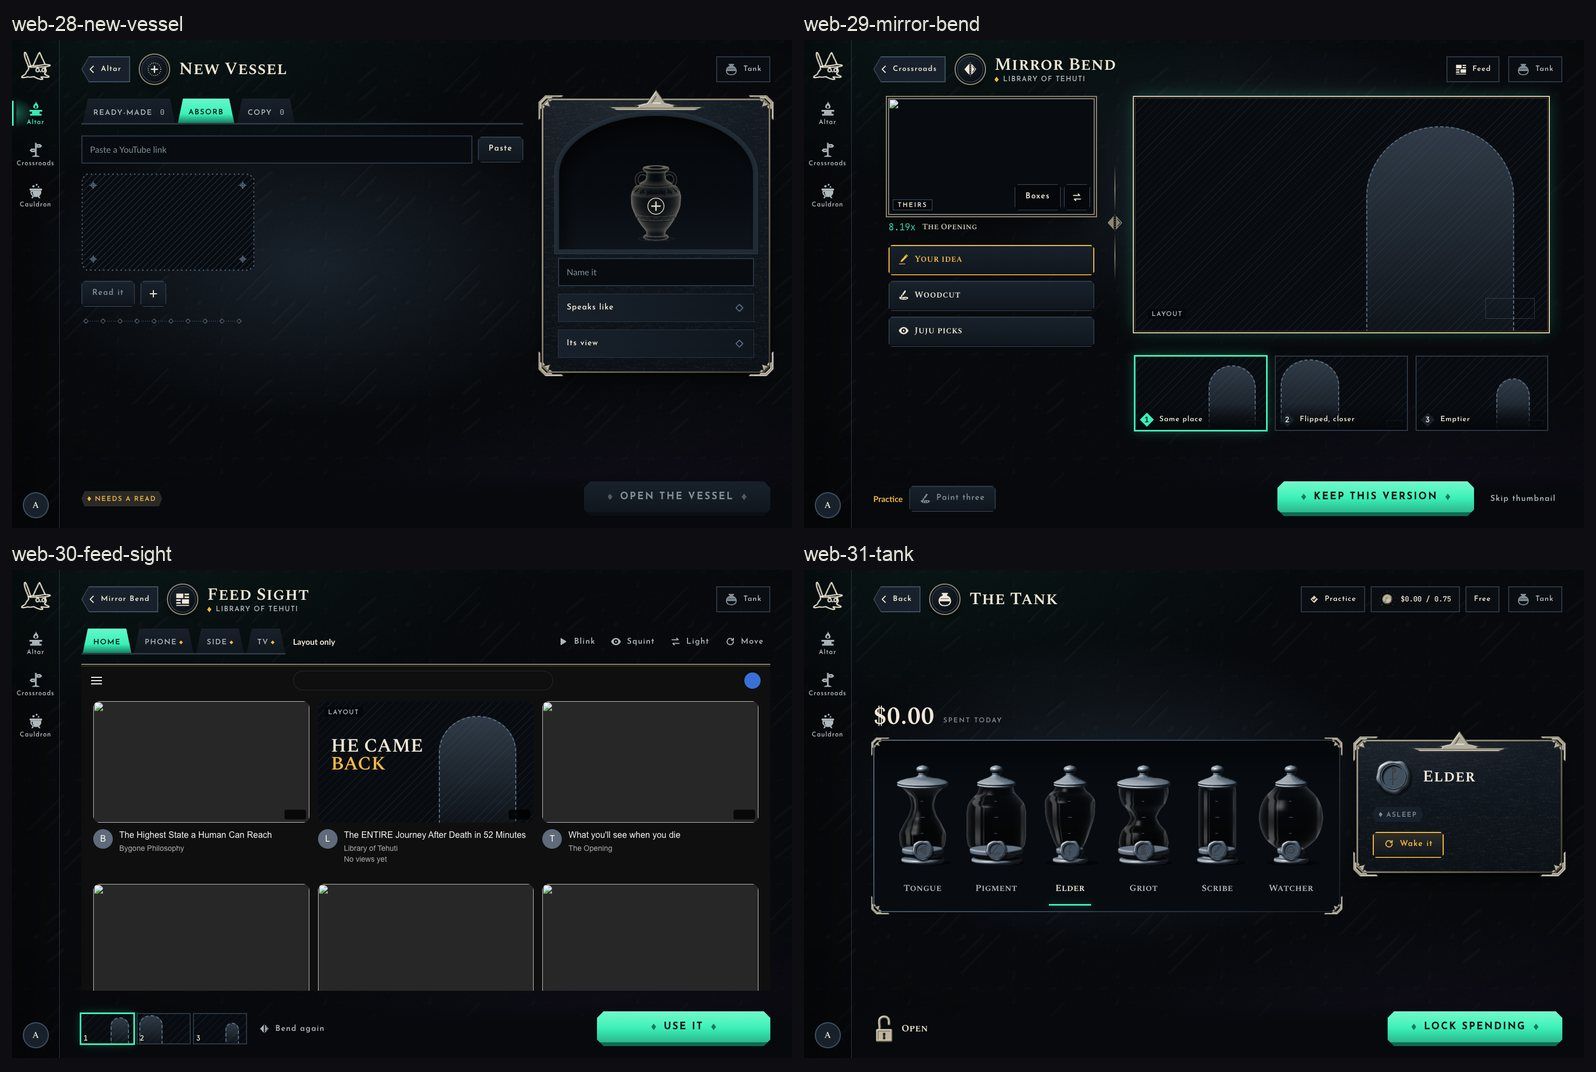 web-28-new-vessel
Altar
NEW VESSEL
Tank
Altar
Crossroads
Cauldron
READY-MADE 0
ABSORB
COPY 0
Paste a YouTube link
Paste
Read it
Name it
Speaks like
Its view
A
NEEDS A READ
OPEN THE VESSEL
web-29-mirror-bend
Crossroads
MIRROR BEND
LIBRARY OF TEHUTI
Feed
Tank
Altar
Crossroads
Cauldron
THEIRS
Boxes
8.19x THE OPENING
YOUR IDEA
WOODCUT
JUJU PICKS
LAYOUT
1 Same place
2 Flipped, closer
3 Emptier
A
Practice
Paint three
KEEP THIS VERSION
Skip thumbnail
web-30-feed-sight
Mirror Bend
FEED SIGHT
LIBRARY OF TEHUTI
Tank
Altar
Crossroads
Cauldron
HOME
PHONE
SIDE
TV
Layout only
Blink
Squint
Light
Move
LAYOUT
HE CAME
BACK
B
The Highest State a Human Can Reach
Bygone Philosophy
L
The ENTIRE Journey After Death in 52 Minutes
Library of Tehuti
No views yet
T
What you'll see when you die
The Opening
A
1
2
3
Bend again
USE IT
web-31-tank
Back
THE TANK
Practice
$0.00 / 0.75
Free
Tank
Altar
Crossroads
Cauldron
$0.00 SPENT TODAY
TONGUE
PIGMENT
ELDER
GRIOT
SCRIBE
WATCHER
ELDER
ASLEEP
Wake it
A
OPEN
LOCK SPENDING